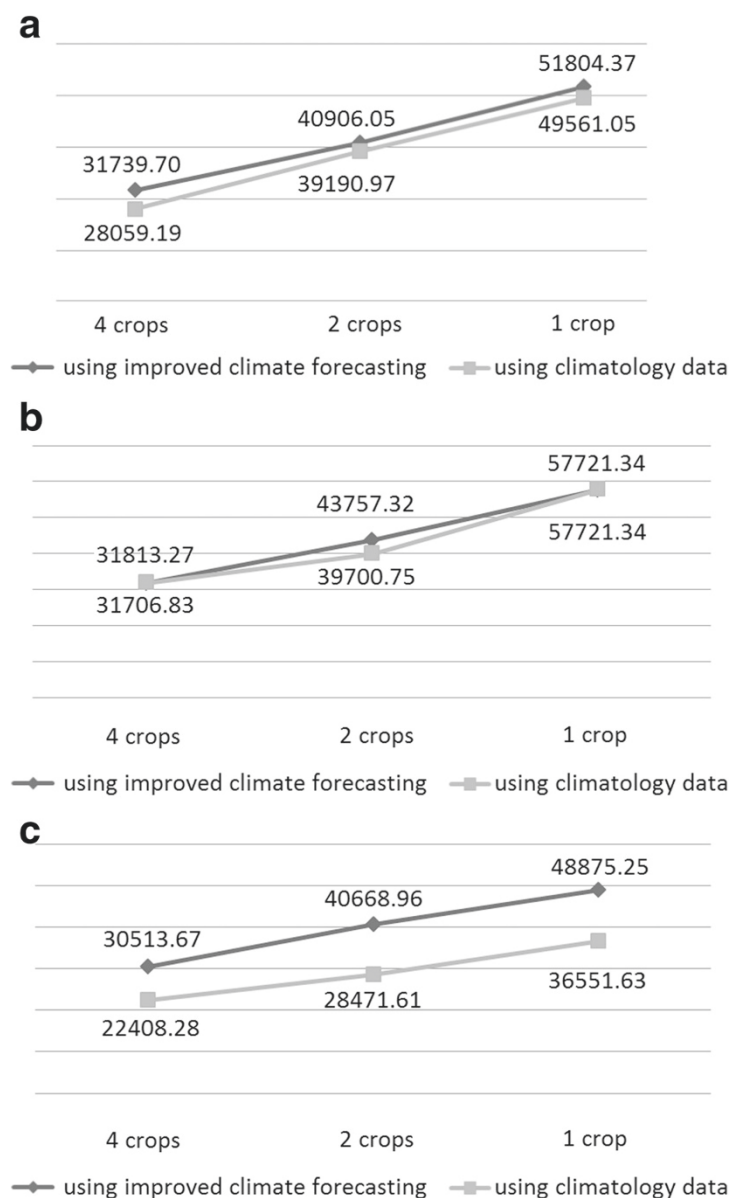 a
51804.37
40906.05
49561.05
31739.70
39190.97
28059.19
4 crops 2 crops 1 crop
using improved climate forecasting using climatology data
b
57721.34
43757.32
57721.34
31813.27
39700.75
31706.83
4 crops 2 crops 1 crop
using improved climate forecasting using climatology data
c
48875.25
40668.96
30513.67
36551.63
28471.61
22408.28
4 crops 2 crops 1 crop
using improved climate forecasting using climatology data